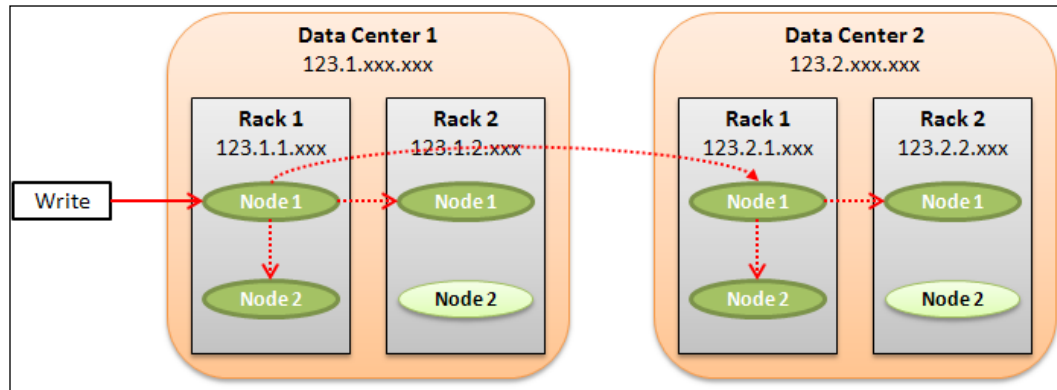 Data Center 1
123.1.xxx.xxx
Rack 1
123.1.1.xxx
Rack 2
123.1.2.xxx
Data Center 2
123.2.xxx.xxx
Rack 1
123.2.1.xxx
Rack 2
123.2.2.xxx
Write
Node 1
Node 1
Node 1
Node 1
Node 2
Node 2
Node 2
Node 2